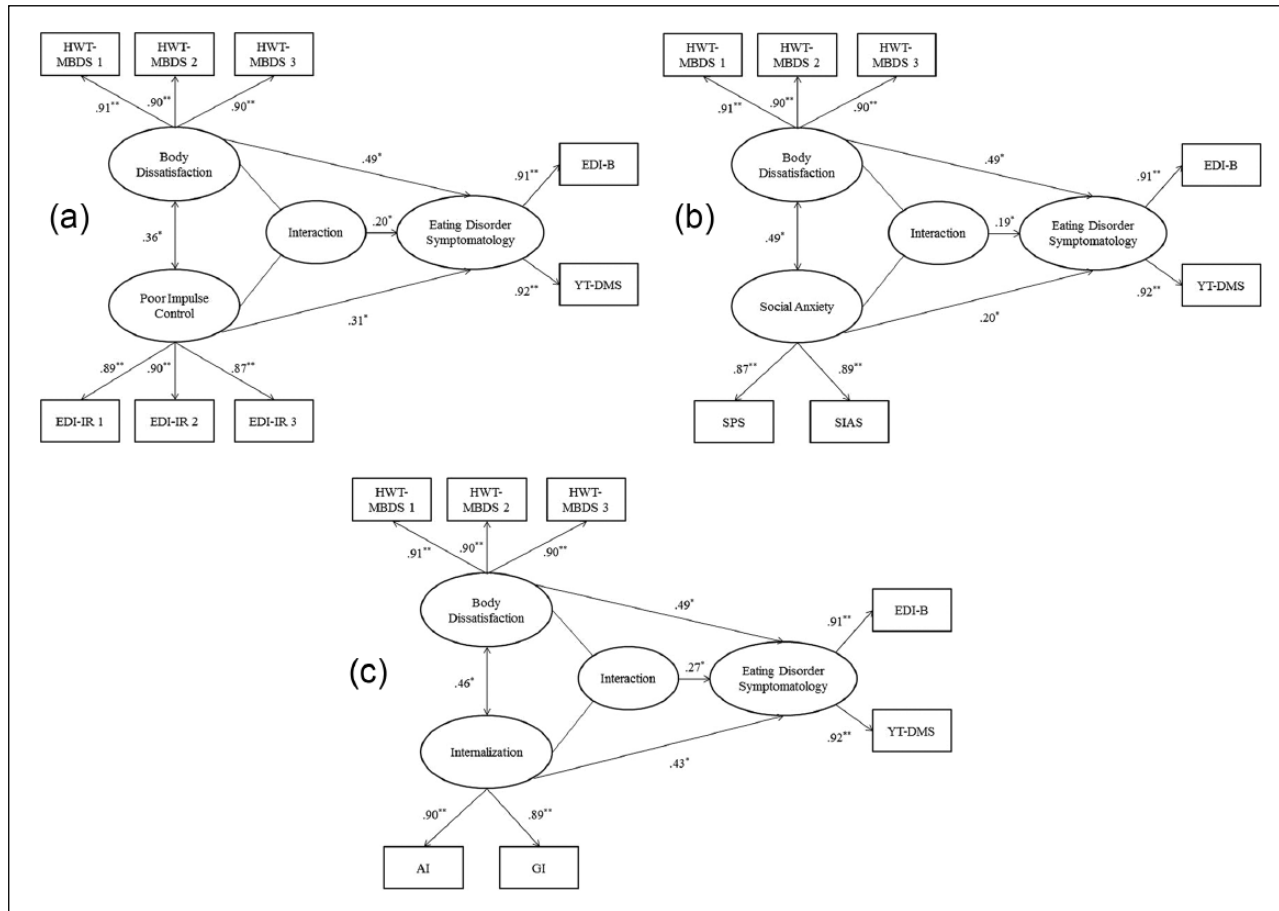 HWT-
MBDS 1
HWT-
MBDS 2
HWT-
MBDS 3
.91**
.90**
.90**
Body
Dissatisfaction
.49*
EDI-B
.91**
(a)
Interaction
.20*
Eating Disorder
Symptomatology
.36*
Poor Impulse
Control
.31*
.92**
YT-DMS
.89**
.90**
.87**
EDI-IR 1
EDI-IR 2
EDI-IR 3
HWT-
MBDS 1
HWT-
MBDS 2
HWT-
MBDS 3
.91**
.90**
.90**
Body
Dissatisfaction
.49*
EDI-B
.91**
(b)
Interaction
.19*
Eating Disorder
Symptomatology
.49*
Social Anxiety
.20*
.92**
YT-DMS
.87**
.89**
SPS
SIAS
HWT-
MBDS 1
HWT-
MBDS 2
HWT-
MBDS 3
.91**
.90**
.90**
Body
Dissatisfaction
.49*
EDI-B
.91**
(c)
Interaction
.27*
Eating Disorder
Symptomatology
.46*
Internalization
.43*
.92**
YT-DMS
.90**
.89**
AI
GI